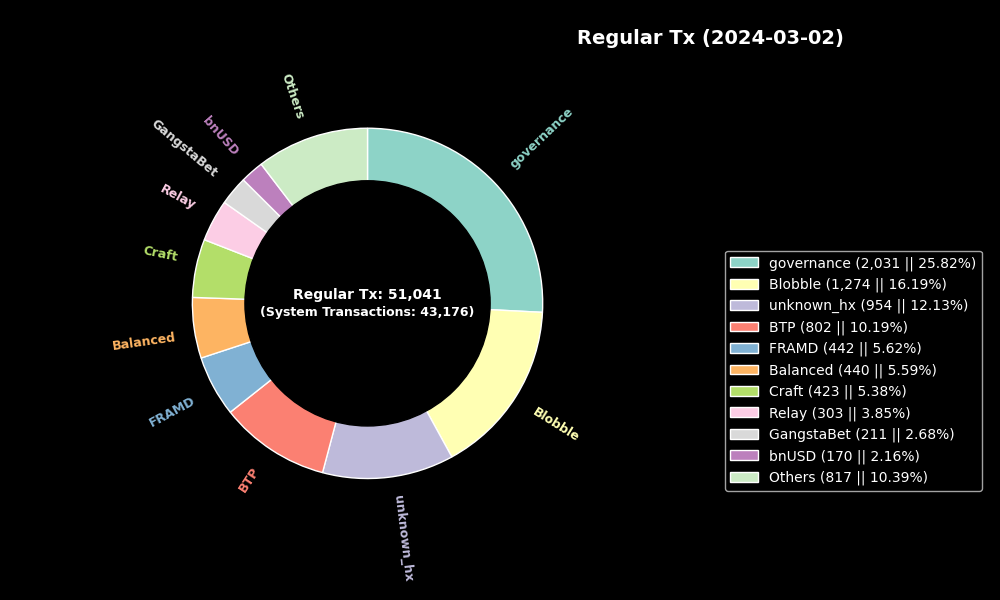 Regular Tx (2024-03-02)
Others
governance
bnUSD
GangstaBet
Relay
Craft
Balanced
FRAMD
BTP
unknown_hx
Blobble
Regular Tx: 51,041
(System Transactions: 43,176)
governance (2,031 || 25.82%)
Blobble (1,274 || 16.19%)
unknown_hx (954 || 12.13%)
BTP (802 || 10.19%)
FRAMD (442 || 5.62%)
Balanced (440 || 5.59%)
Craft (423 || 5.38%)
Relay (303 || 3.85%)
GangstaBet (211 || 2.68%)
bnUSD (170 || 2.16%)
Others (817 || 10.39%)